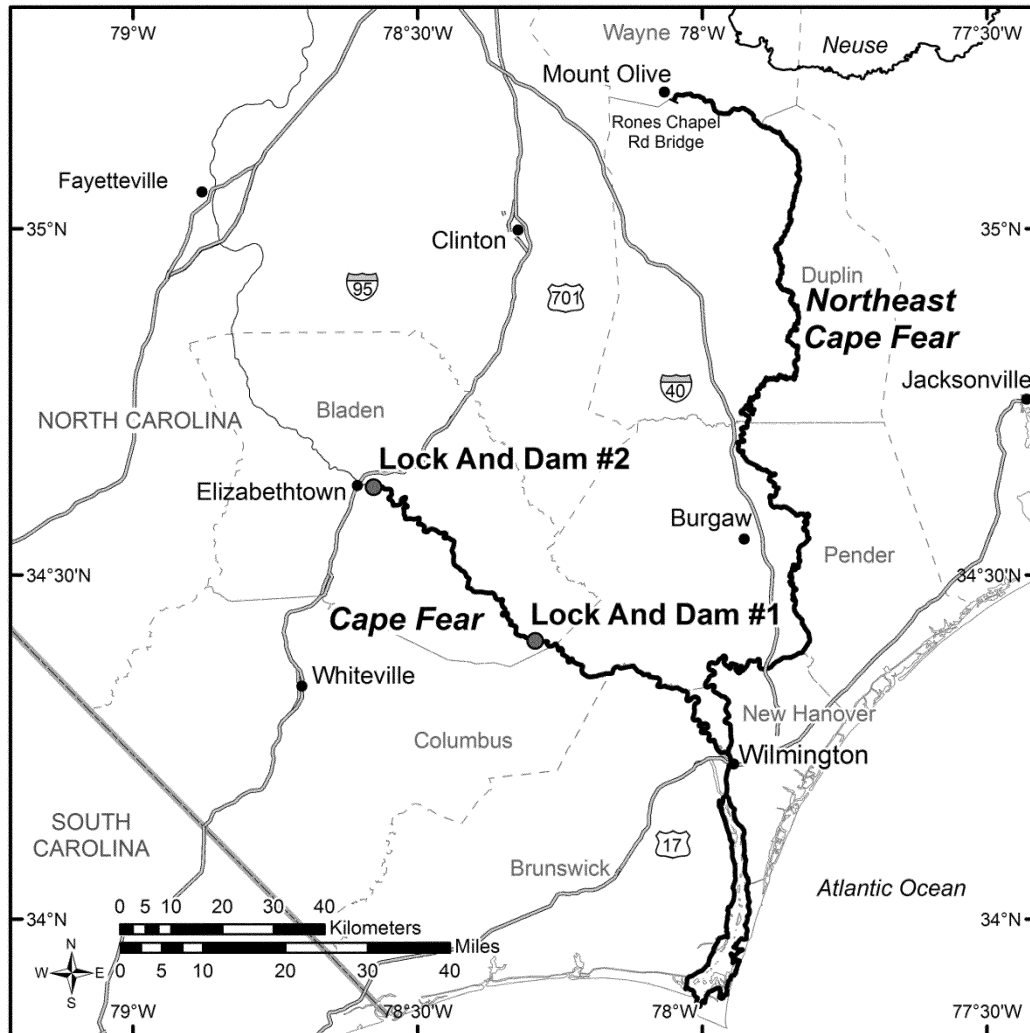 79°W
78°30'W
78°W
77°30'W
Wayne
Neuse
Mount Olive
Rones Chapel
Rd Bridge
Fayetteville
35°N
35°N
Clinton
95
701
Duplin
Northeast
Cape Fear
40
Jacksonville
NORTH CAROLINA
Bladen
Lock And Dam #2
Elizabethtown
Burgaw
Pender
34°30'N
34°30'N
Cape Fear
Lock And Dam #1
Whiteville
New Hanover
Columbus
Wilmington
SOUTH
CAROLINA
17
Brunswick
Atlantic Ocean
34°N
34°N
0 5 10 20 30 40
Kilometers
Miles
0 5 10 20 30 40
N
W E
S
79°W
78°30'W
78°W
77°30'W